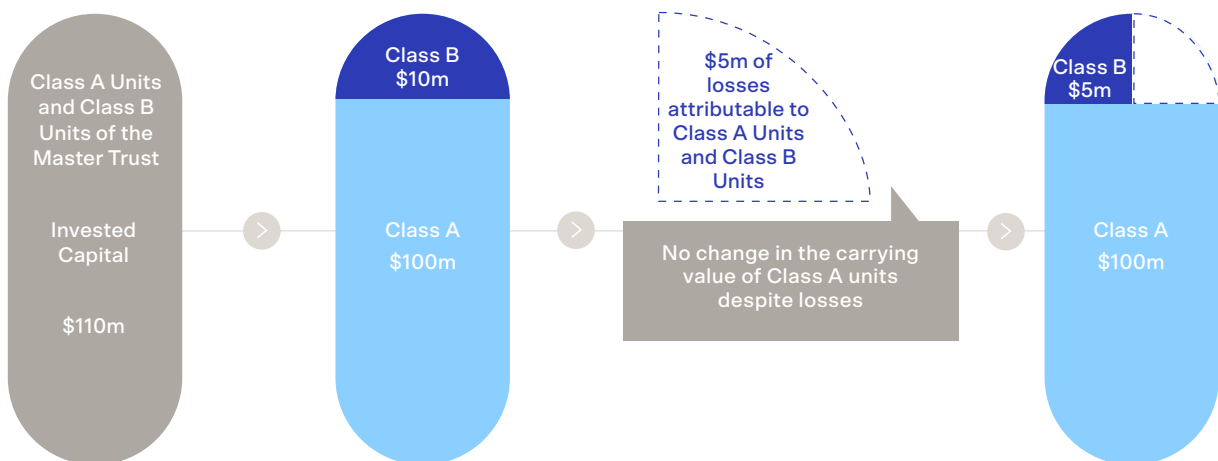 Class A Units
and Class B
Units of the
Master Trust
Invested
Capital
$110m
Class B
$10m
Class A
$100m
$5m of
losses
attributable to
Class A Units
and Class B
Units
No change in the carrying
value of Class A units
despite losses
Class B
$5m
Class A
$100m